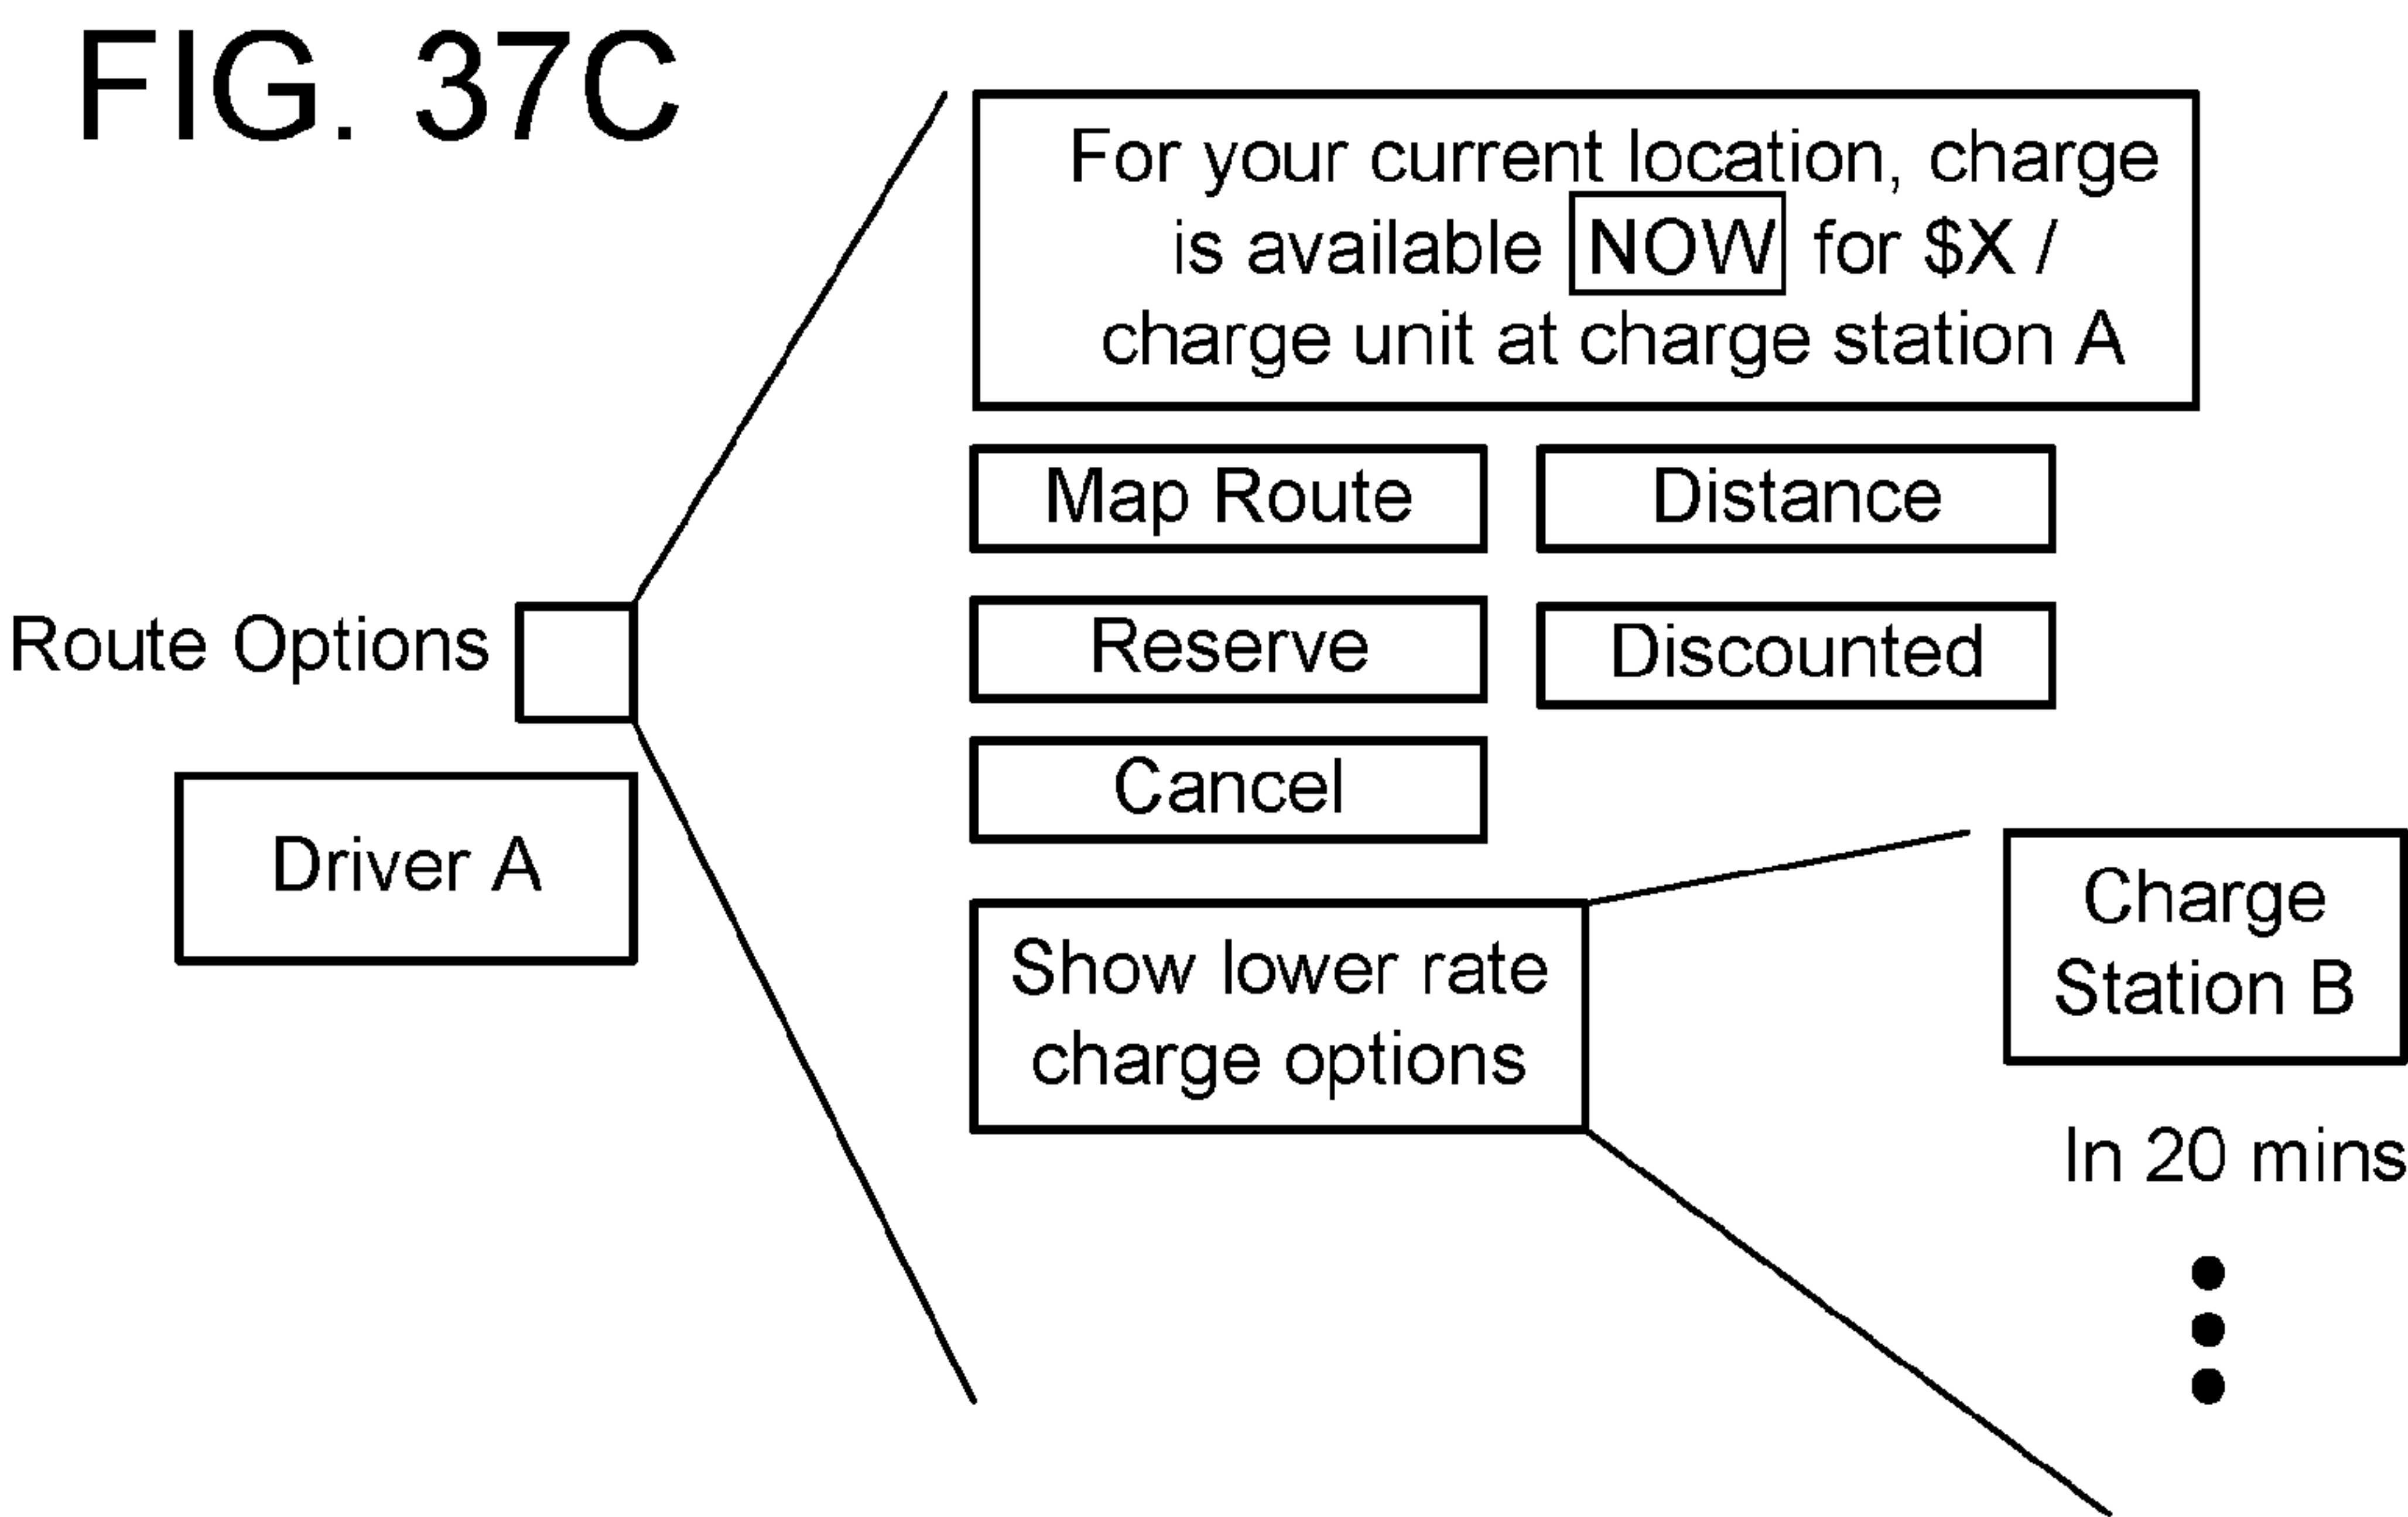 FIG. 37C
For your current location, charge
is available NOW for $X /
charge unit at charge station A
Map Route
Distance
Route Options
Reserve
Discounted
Cancel
Driver A
Show lower rate
charge options
Charge
Station B
In 20 mins